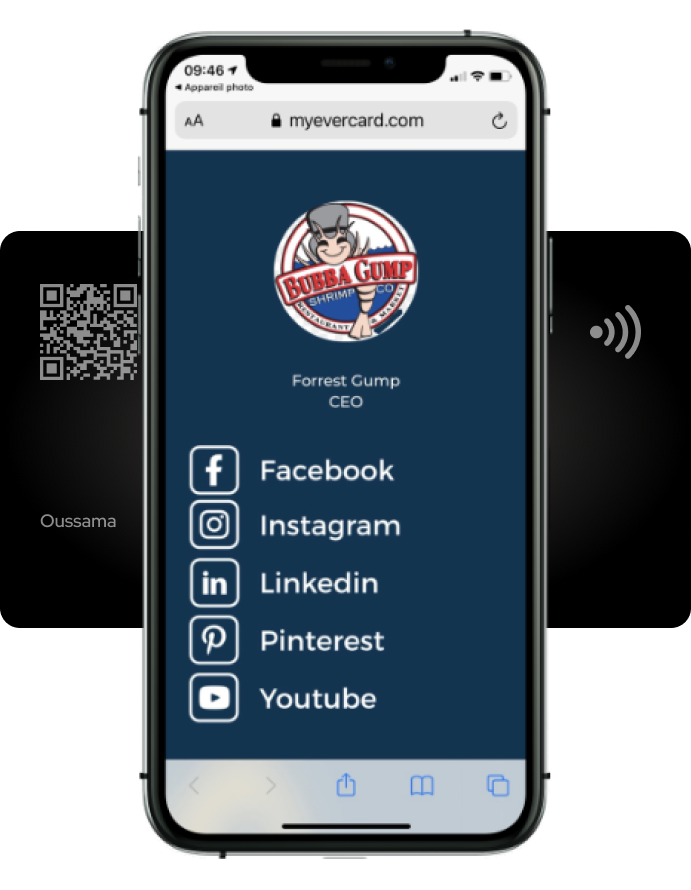 09:46
◀ Appareil photo
AA
myevercard.com
BUBBA GUMP
SHRIMP CO
RESTAURANT & MARKET
Forrest Gump
CEO
Facebook
Instagram
Linkedin
Pinterest
Youtube
Oussama